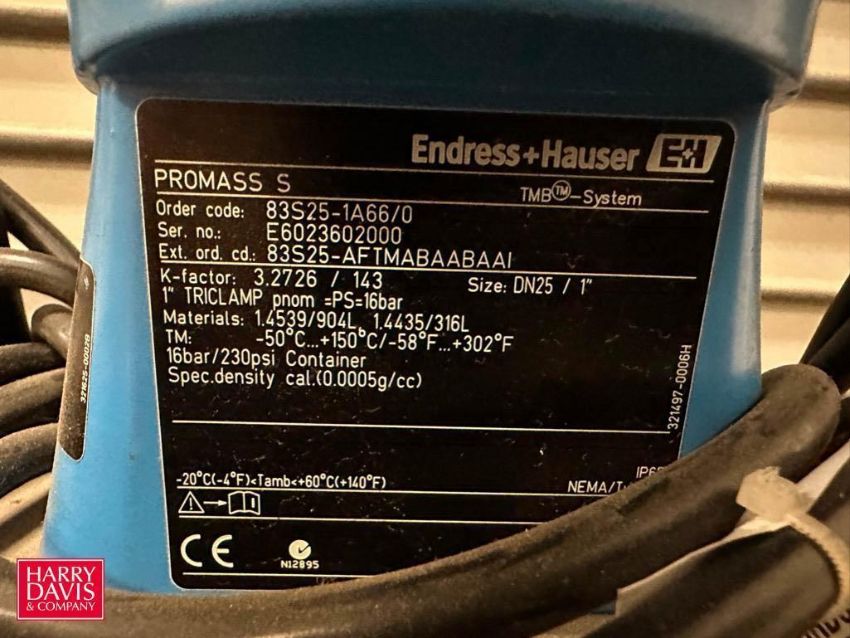 Endress+Hauser E+H
PROMASS S
TMB™-System
Order code: 83S25-1A66/0
Ser. no.: E6023602000
Ext. ord. cd.: 83S25-AFTMABAABAAI
K-factor: 3.2726 / 143 Size: DN25 / 1"
1" TRICLAMP pnom =PS=16bar
Materials: 1.4539/904L 1.4435/316L
TM: -50°C...+150°C/-58°F...+302°F
16bar/230psi Container
Spec.density cal.(0.0005g/cc)
-20°C(-4°F)<Tamb<+60°C(+140°F)
CE
N12895
321497-0006H
HARRY
DAVIS
& COMPANY